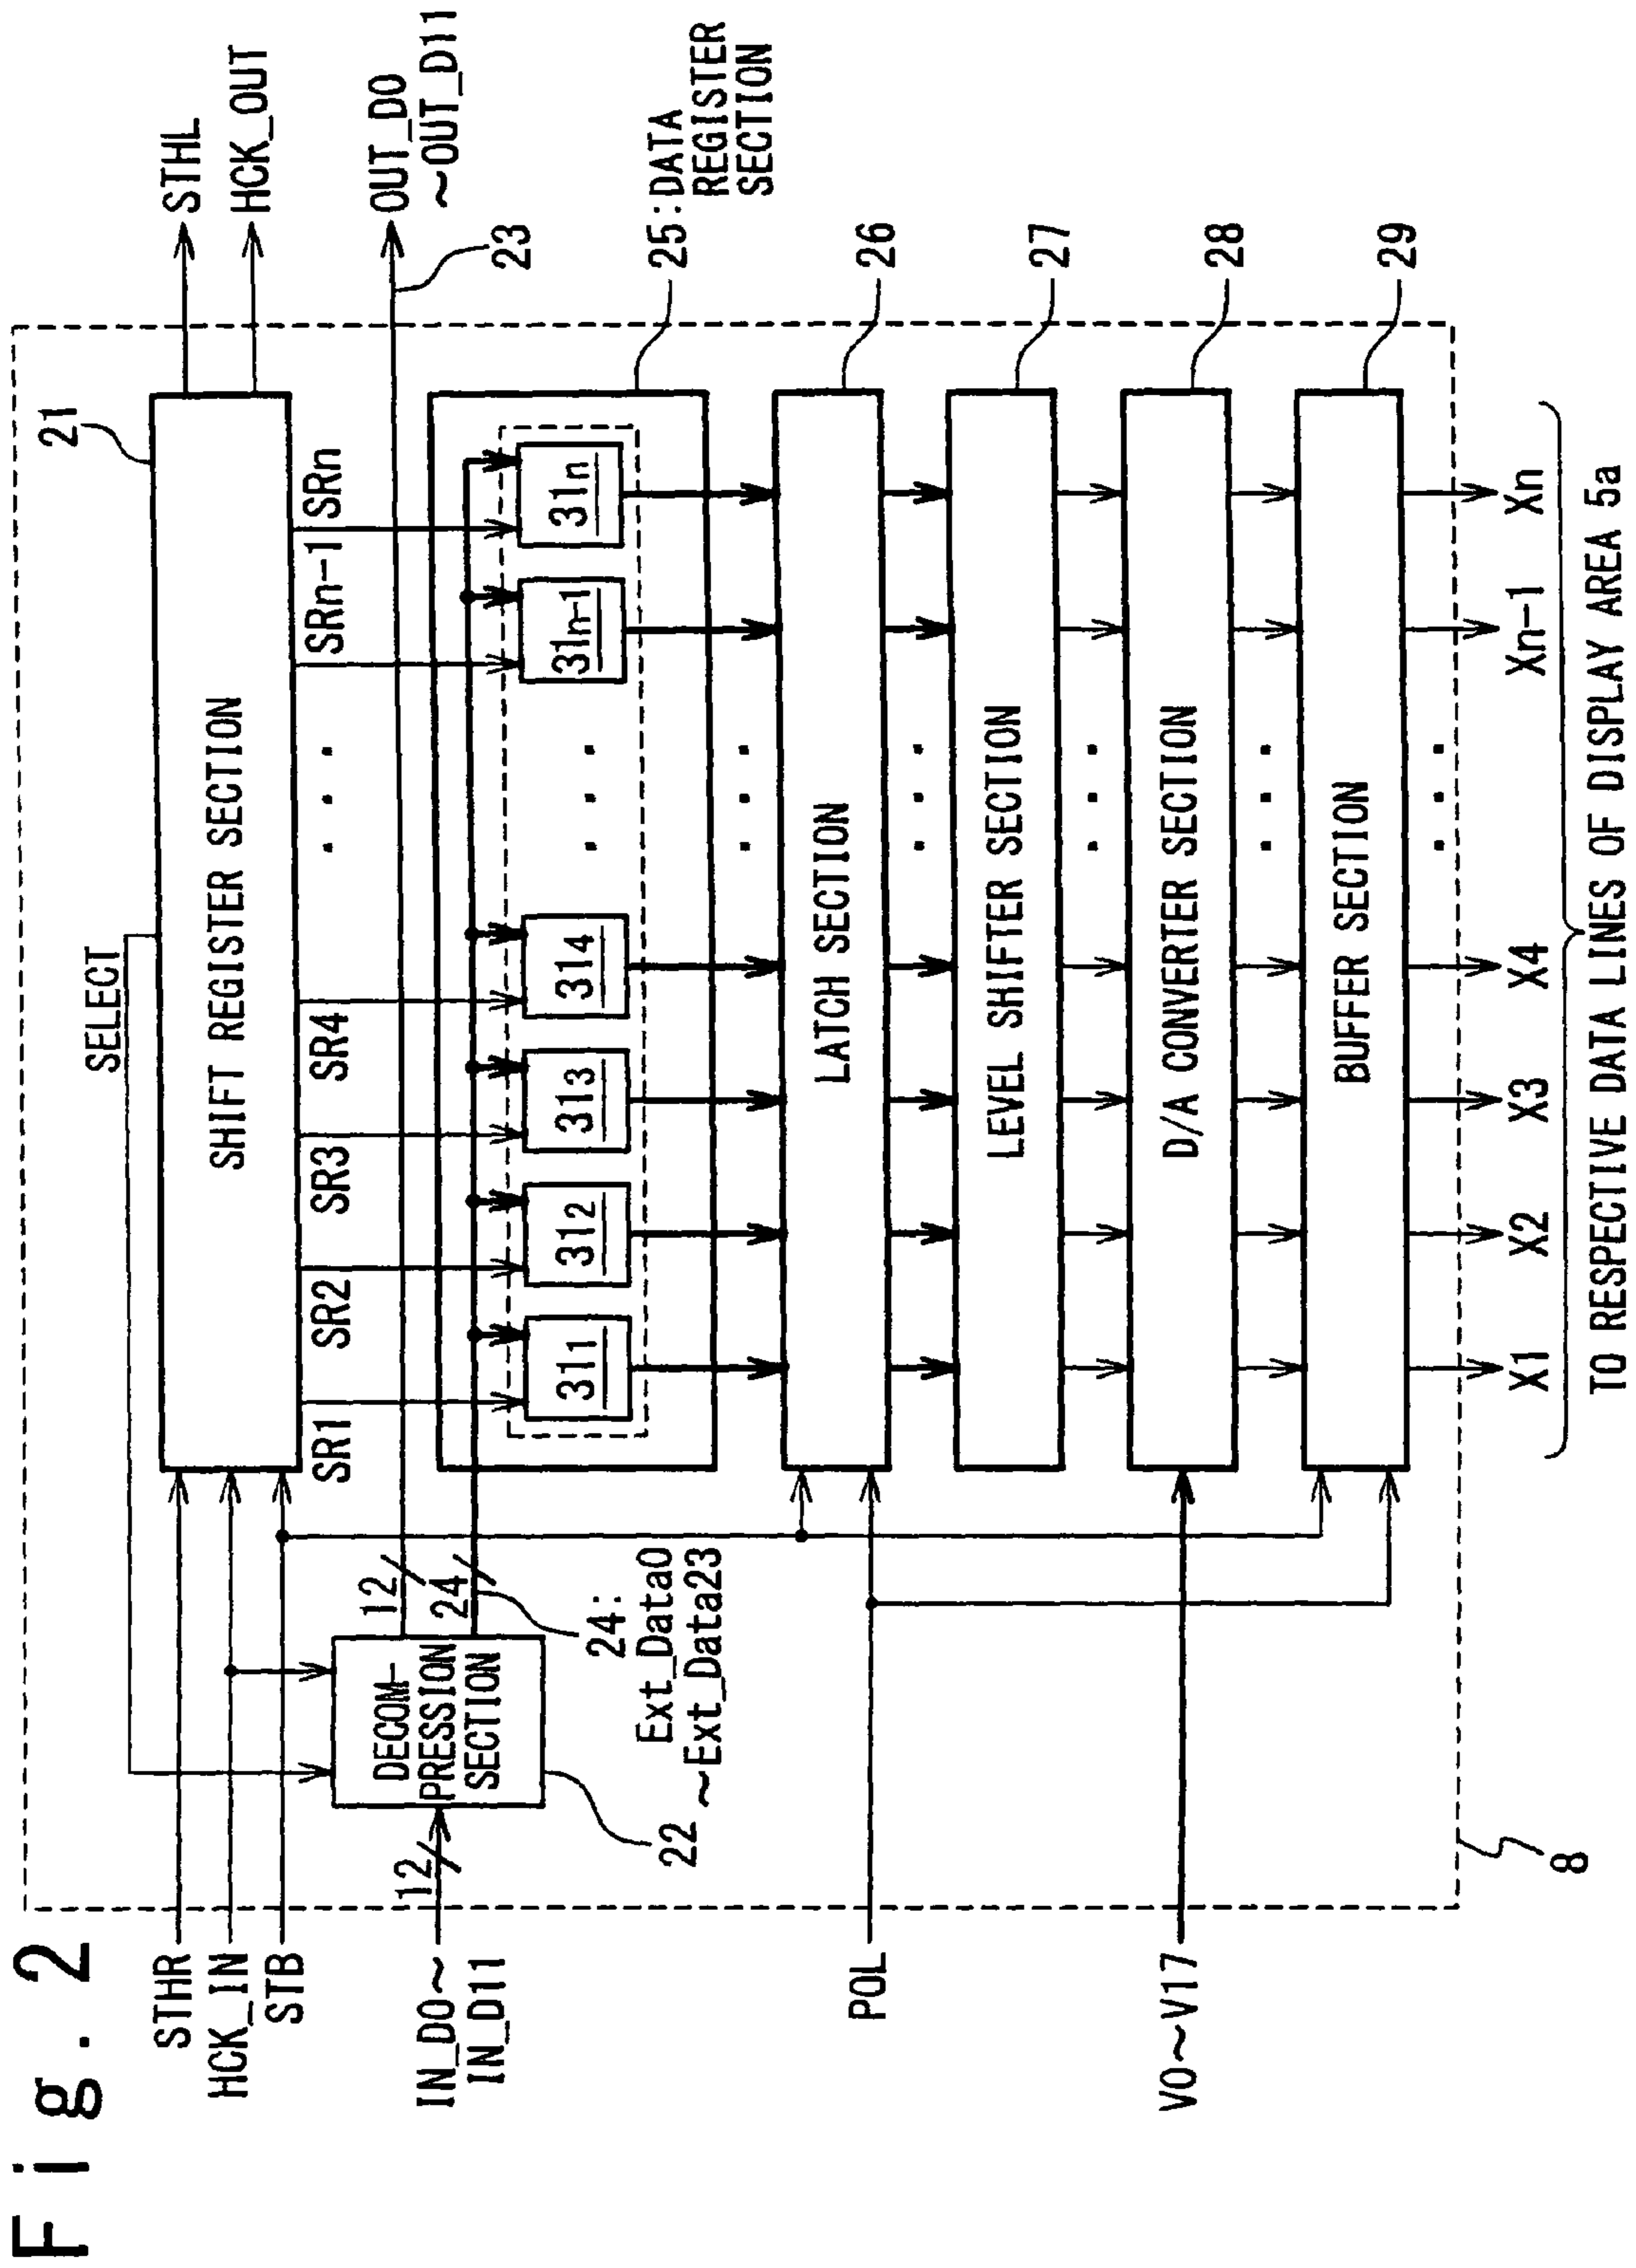 Fig. 2
STHR
HCK_IN
STB
IN_D0~
IN_D11
POL
V0~V17
SELECT
21
SHIFT REGISTER SECTION
STHL
HCK_OUT
OUT_D0
~OUT_D11
23
SR1
SR2
SR3
SR4
SRn-1
SRn
12
DECOM-
PRESSION
SECTION
22
12
24
24:
Ext_Data0
~Ext_Data23
25:DATA
REGISTER
SECTION
311
312
313
314
31n-1
31n
LATCH SECTION
26
LEVEL SHIFTER SECTION
27
D/A CONVERTER SECTION
28
BUFFER SECTION
29
8
X1
X2
X3
X4
Xn-1
Xn
TO RESPECTIVE DATA LINES OF DISPLAY AREA 5a